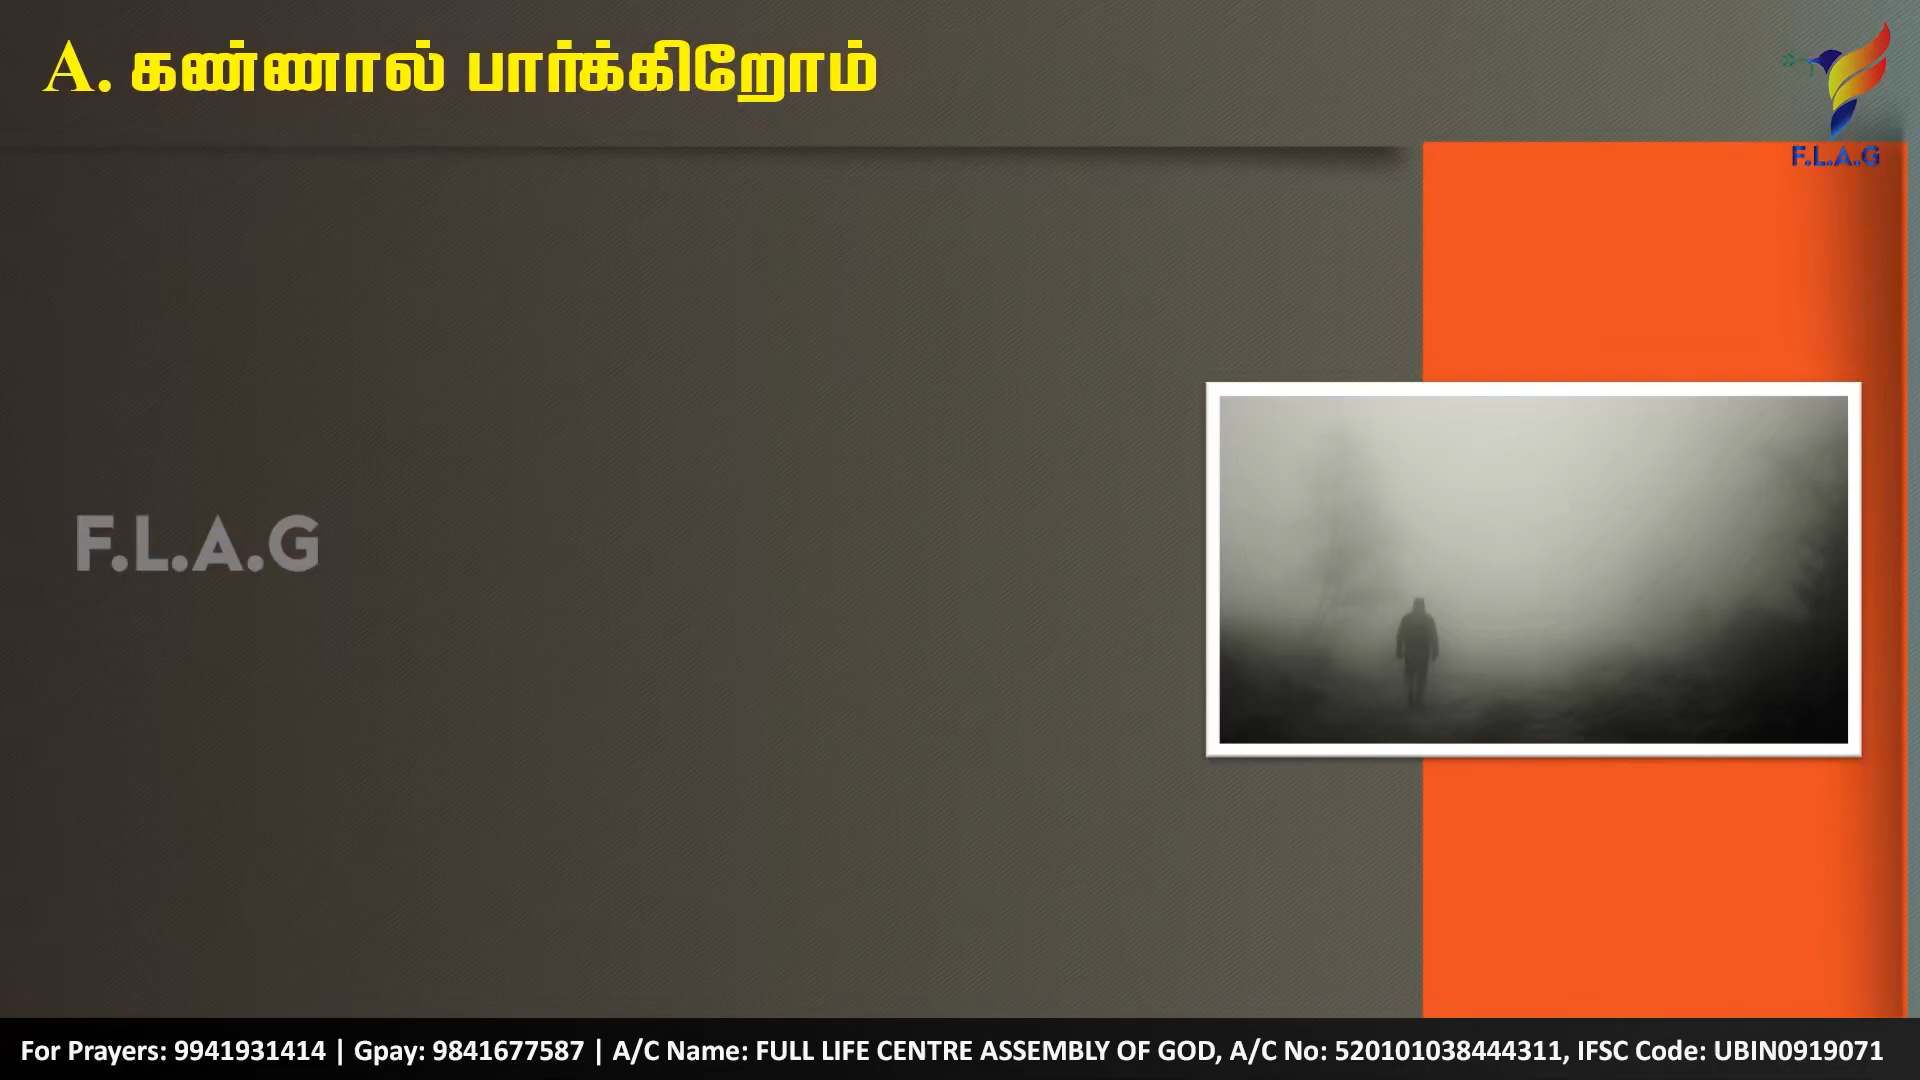 A. கண்ணால் பார்க்கிறோம்
F.L.A.G
F.L.A.G
For Prayers: 9941931414 | Gpay: 9841677587 | A/C Name: FULL LIFE CENTRE ASSEMBLY OF GOD, A/C No: 520101038444311, IFSC Code: UBIN0919071